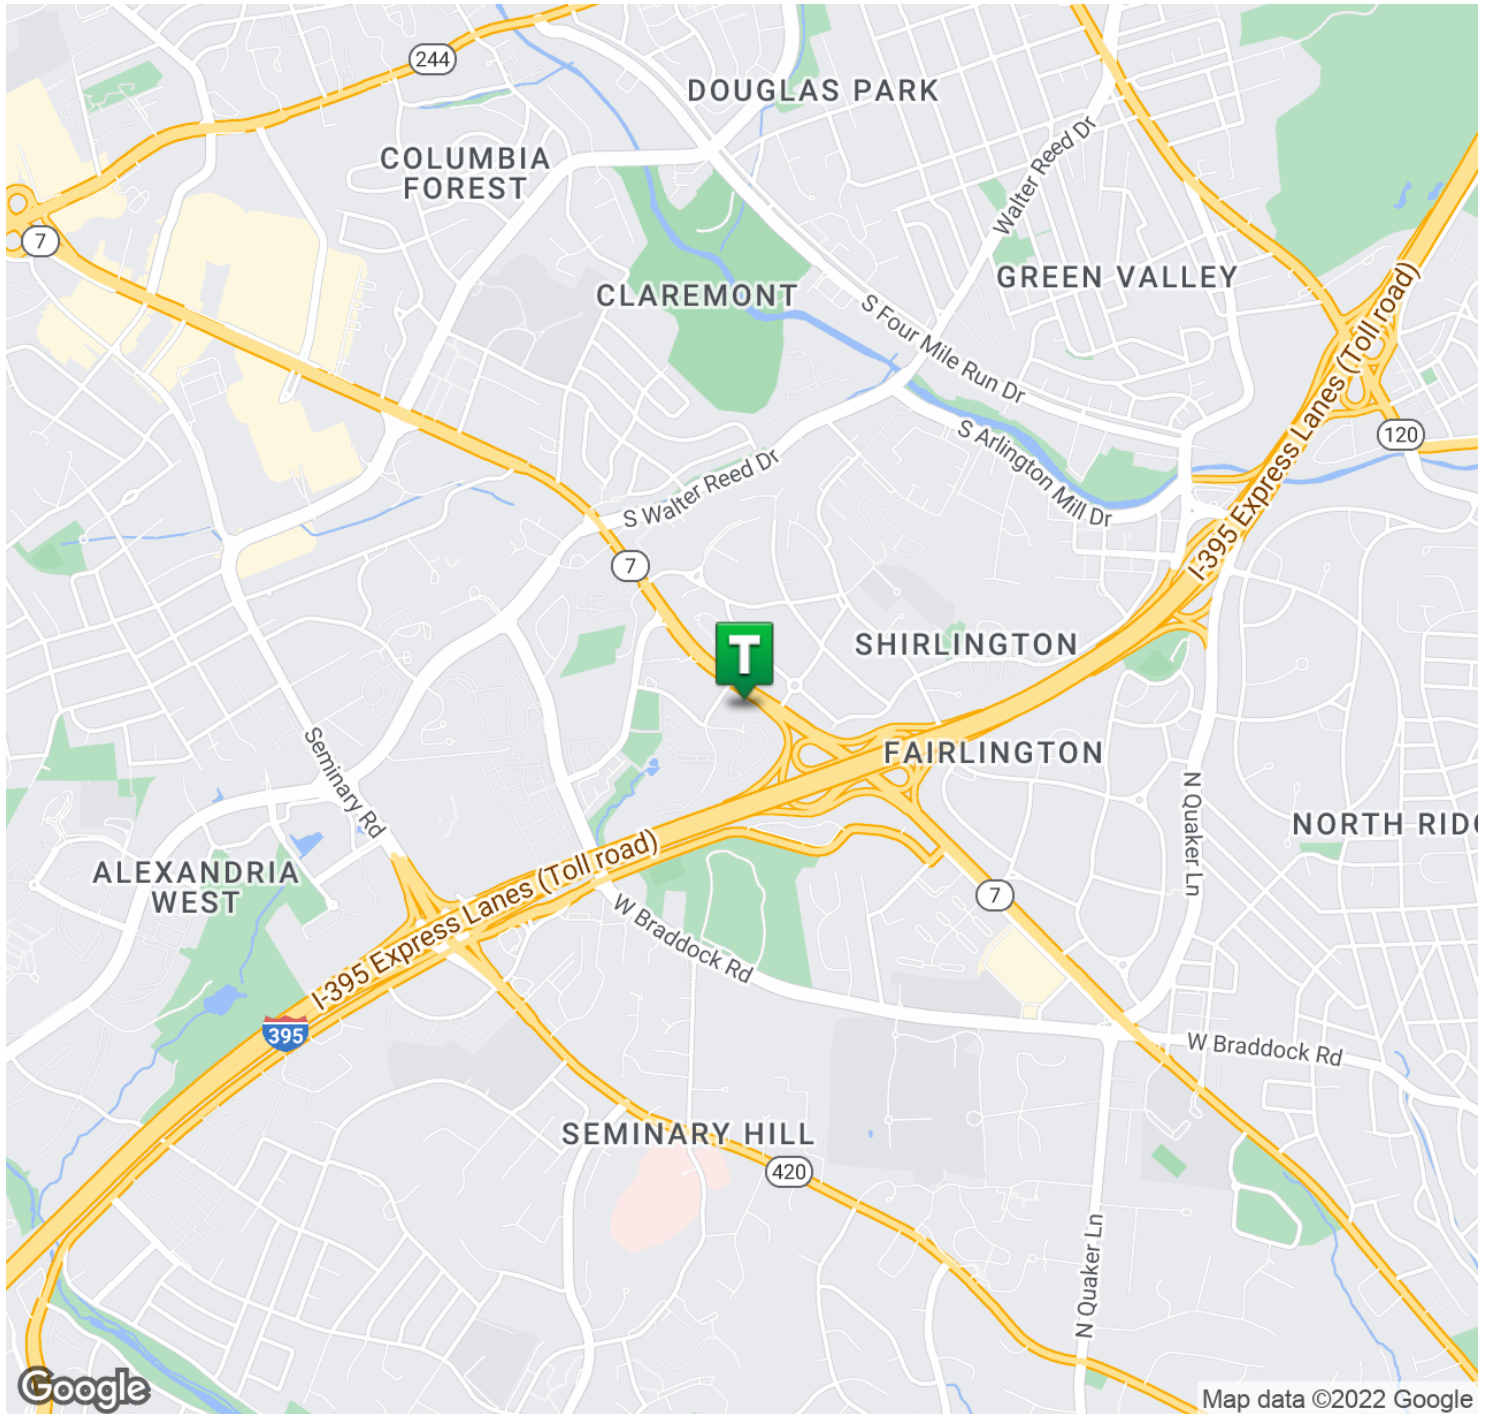 244
DOUGLAS PARK
COLUMBIA
FOREST
Walter Reed Dr
7
CLAREMONT
GREEN VALLEY
S Four Mile Run Dr
I-395 Express Lanes (Toll road)
120
S Arlington Mill Dr
S Walter Reed Dr
7
T
SHIRLINGTON
FAIRLINGTON
Seminary Rd
N Quaker Ln
NORTH RIDG
ALEXANDRIA
WEST
I-395 Express Lanes (Toll road)
7
W Braddock Rd
395
W Braddock Rd
SEMINARY HILL
420
N Quaker Ln
Google
Map data ©2022 Google